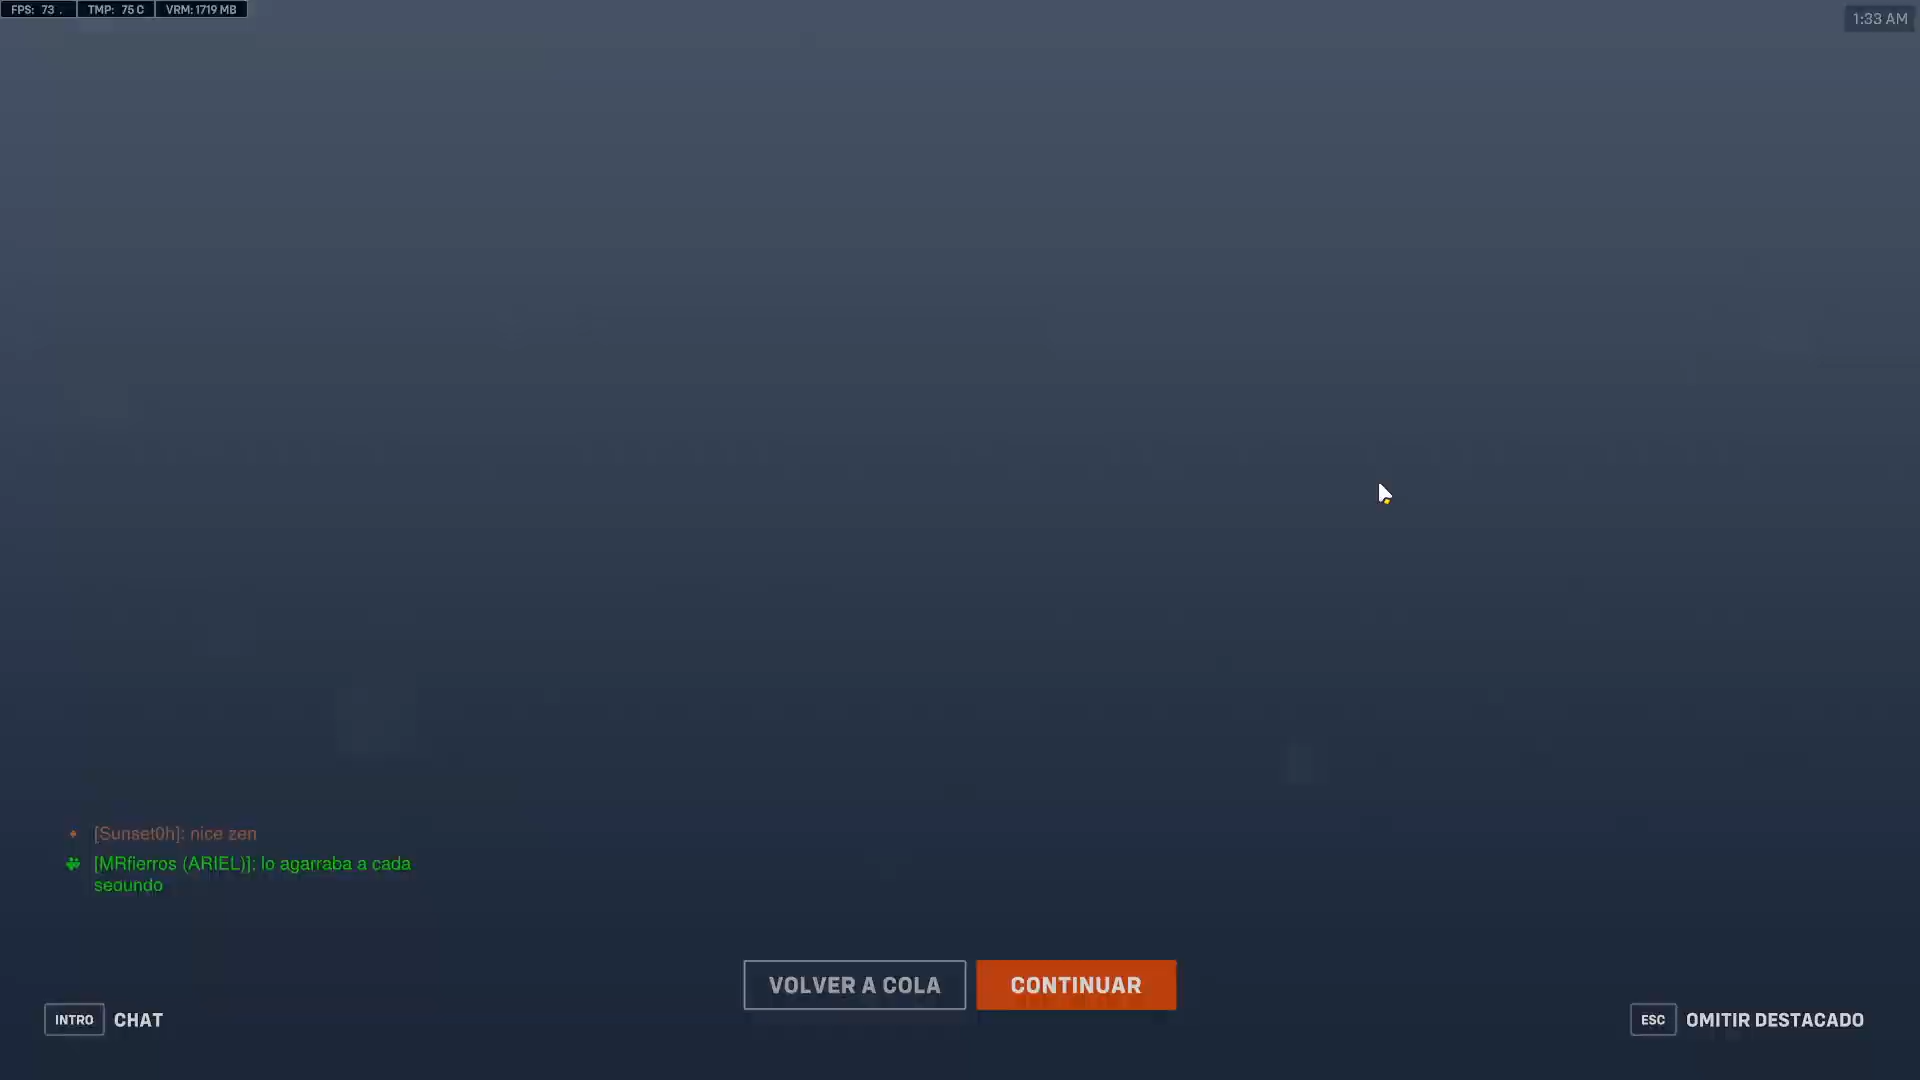 FPS: 73 . TMP: 75 C VRM: 1719 MB
1:33 AM
[Sunset0h]: nice zen
[MRfierros (ARIEL)]: lo agarraba a cada
segundo
VOLVER A COLA CONTINUAR
INTRO CHAT
ESC OMITIR DESTACADO